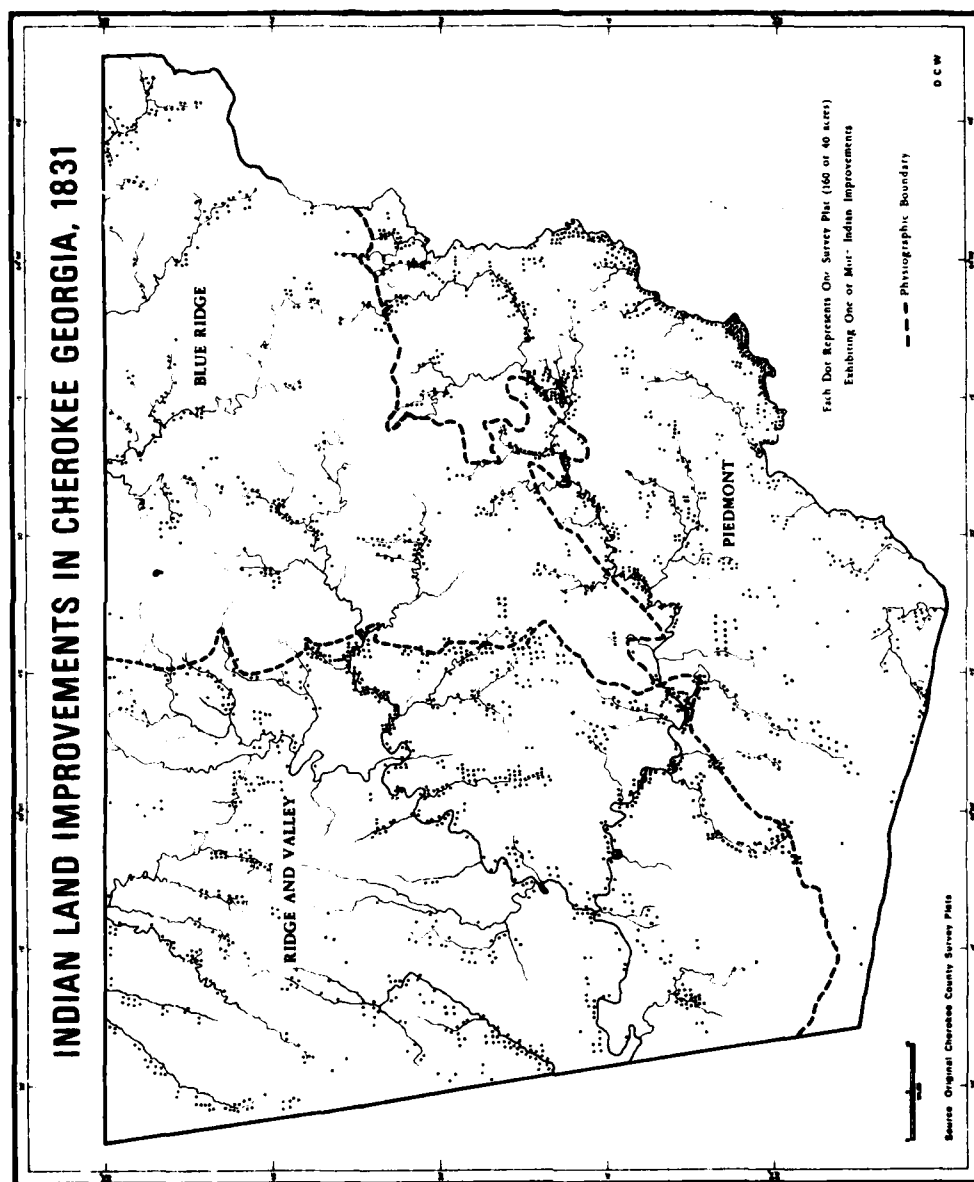 INDIAN LAND IMPROVEMENTS IN CHEROKEE GEORGIA, 1831
BLUE RIDGE
RIDGE AND VALLEY
PIEDMONT
Each Dot Represents One Survey Plat (160 or 40 acres)
Exhibiting One or More Indian Improvements
Physiographic Boundary
DCW
Source Original Cherokee County Survey Plats